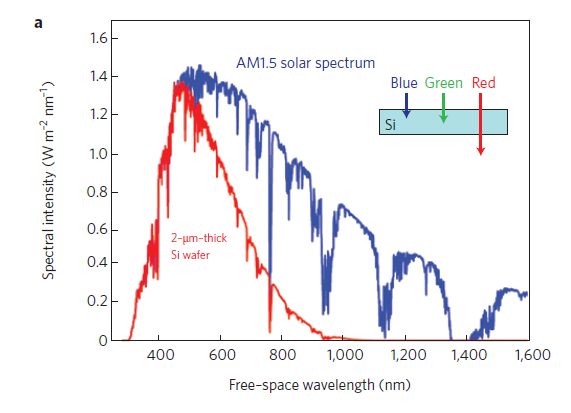 a
AM1.5 solar spectrum
Blue Green Red
Si
2-μm-thick
Si wafer
Spectral intensity (W m⁻² nm⁻¹)
1.6
1.4
1.2
1.0
0.8
0.6
0.4
0.2
0
400 600 800 1,000 1,200 1,400 1,600
Free-space wavelength (nm)